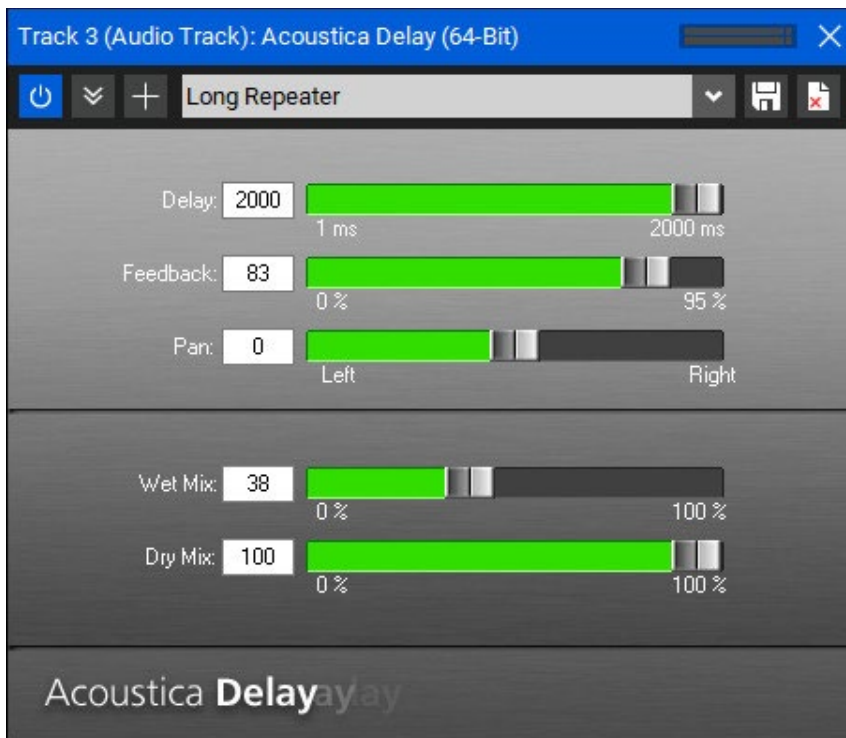 Track 3 (Audio Track): Acoustica Delay (64-Bit)
Long Repeater
Delay: 2000
1 ms 2000 ms
Feedback: 83
0 % 95 %
Pan: 0
Left Right
Wet Mix: 38
0 % 100 %
Dry Mix: 100
0 % 100 %
Acoustica Delayaylay